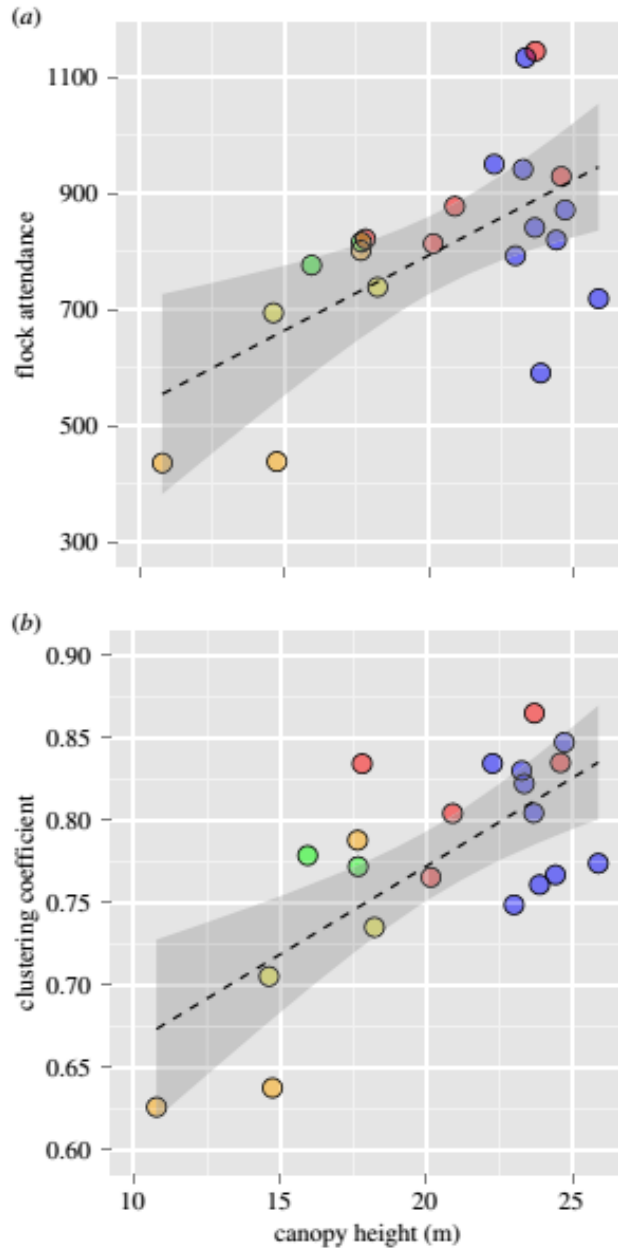 (a)
1100
900
700
500
300
flock attendance
(b)
0.90
0.85
0.80
0.75
0.70
0.65
0.60
clustering coefficient
10 15 20 25
canopy height (m)